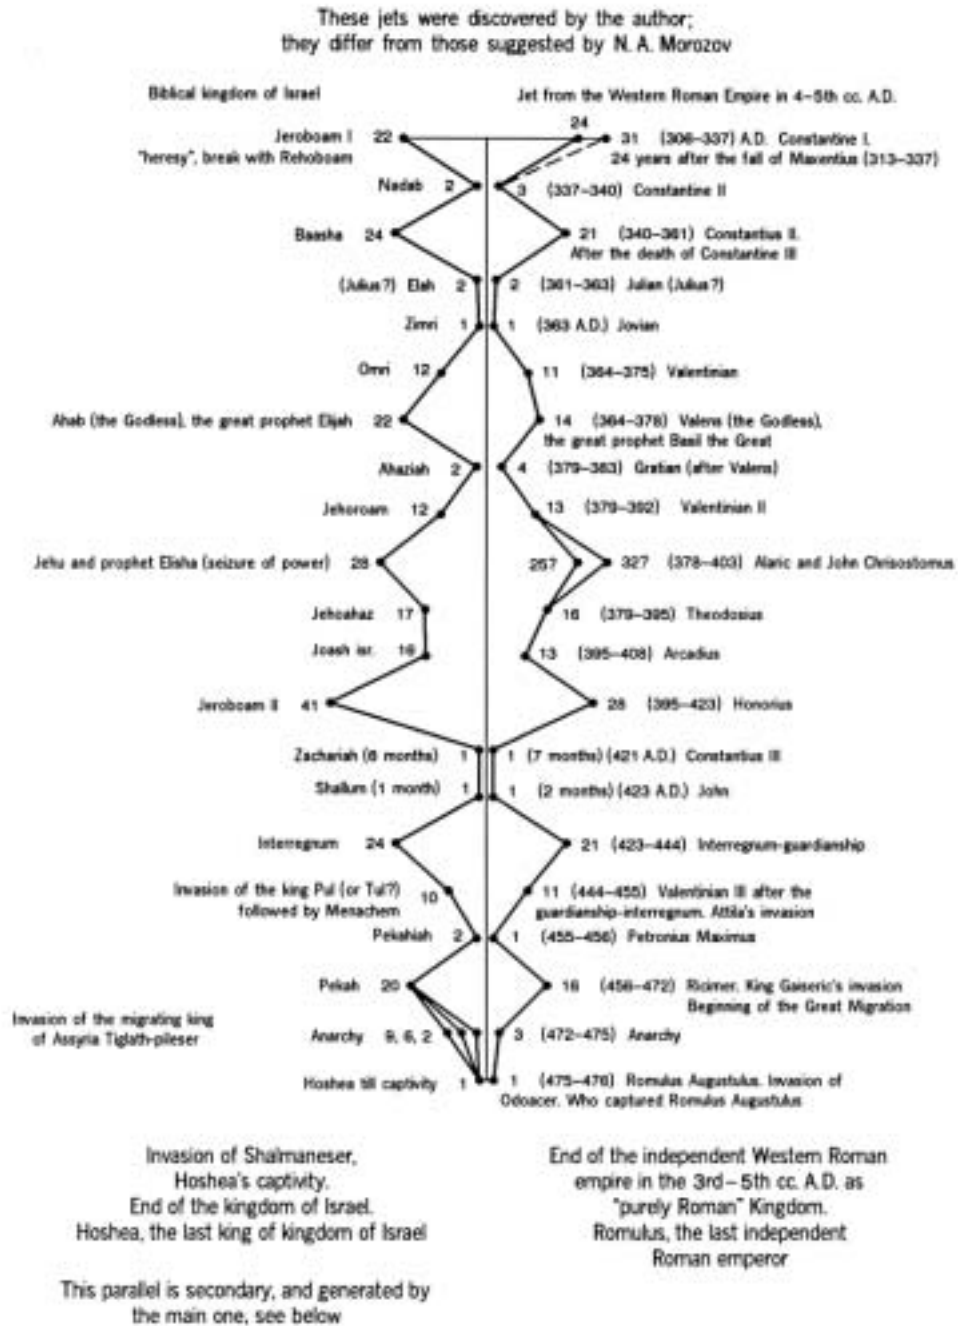 These jets were discovered by the author;
they differ from those suggested by N. A. Morozov
Biblical kingdom of Israel
Jet from the Western Roman Empire in 4–5th cc. A.D.
Jeroboam I 22
"heresy", break with Rehoboam
24
31 (306–337) A.D. Constantine I.
24 years after the fall of Maxentius (313–337)
Nadab 2
3 (337–340) Constantine II
Baasha 24
21 (340–361) Constantius II.
After the death of Constantine III
(Julius?) Elah 2
2 (361–363) Julian (Julius?)
Zimri 1
1 (363 A.D.) Jovian
Omri 12
11 (364–375) Valentinian
Ahab (the Godless), the great prophet Elijah 22
14 (364–378) Valens (the Godless),
the great prophet Basil the Great
Ahaziah 2
4 (379–383) Gratian (after Valens)
Jehoroam 12
13 (379–392) Valentinian II
Jehu and prophet Elisha (seizure of power) 28
25? 32? (378–403) Alaric and John Chrisostomus
Jehoahaz 17
16 (379–395) Theodosius
Joash isr. 16
13 (395–408) Arcadius
Jeroboam II 41
28 (395–423) Honorius
Zachariah (6 months) 1
1 (7 months) (421 A.D.) Constantius III
Shallum (1 month) 1
1 (2 months) (423 A.D.) John
Interregnum 24
21 (423–444) Interregnum-guardianship
Invasion of the king Pul (or Tul?)
followed by Menachem
10
11 (444–455) Valentinian III after the
guardianship-interregnum. Attila's invasion
Pekahiah 2
1 (455–456) Petronius Maximus
Pekah 20
16 (456–472) Ricimer. King Gaiseric's invasion
Beginning of the Great Migration
Invasion of the migrating king
of Assyria Tiglath-pileser
Anarchy 9, 6, 2
3 (472–475) Anarchy
Hoshea till captivity 1
1 (475–476) Romulus Augustulus. Invasion of
Odoacer. Who captured Romulus Augustulus
Invasion of Shalmaneser,
Hoshea's captivity.
End of the kingdom of Israel.
Hoshea, the last king of kingdom of Israel
This parallel is secondary, and generated by
the main one, see below
End of the independent Western Roman
empire in the 3rd–5th cc. A.D. as
"purely Roman" Kingdom.
Romulus, the last independent
Roman emperor